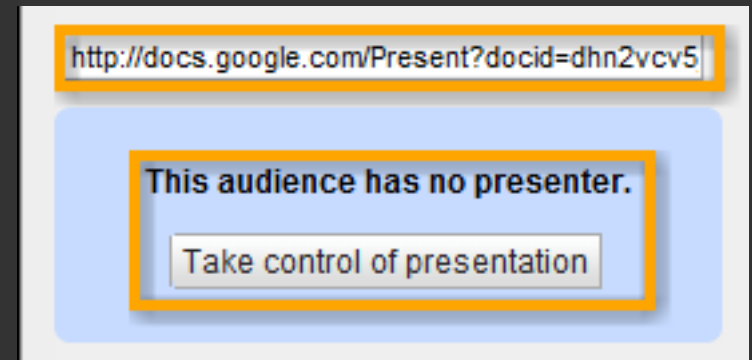 http://docs.google.com/Present?docid=dhn2vcv5
This audience has no presenter.
Take control of presentation